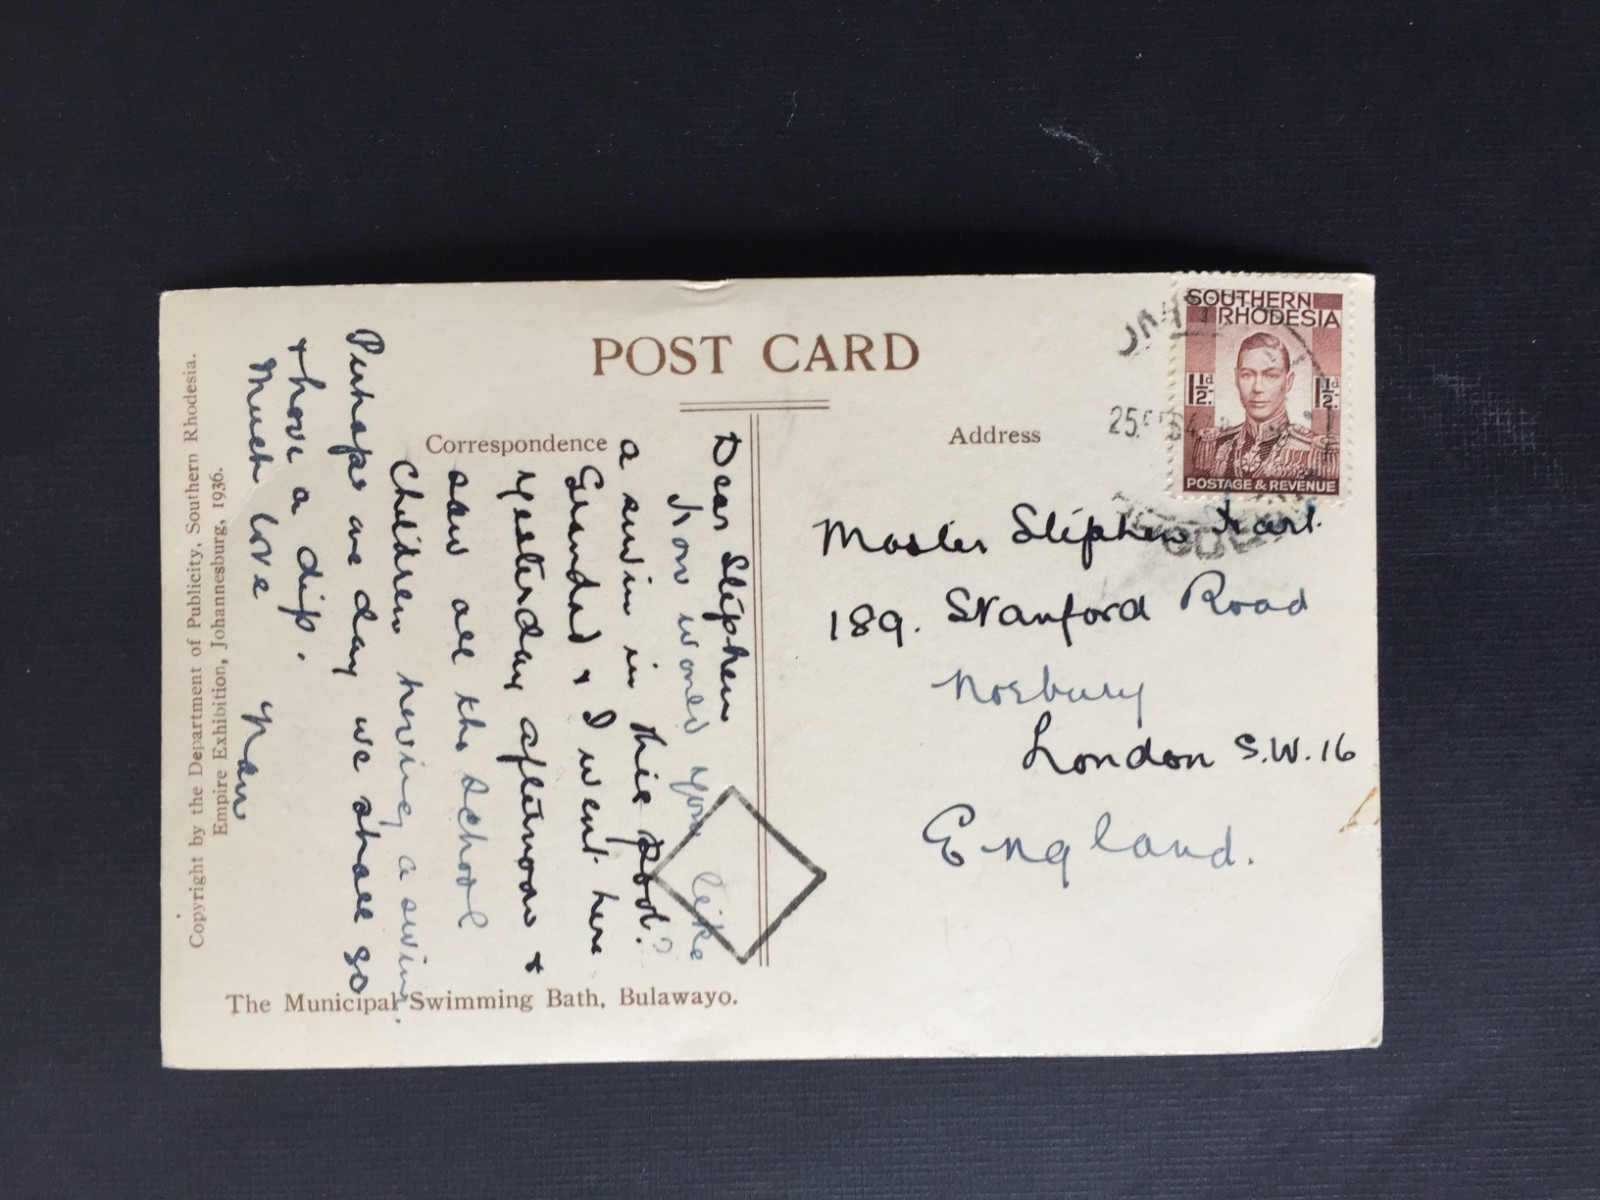 POST CARD
Correspondence
Address
SOUTHERN
RHODESIA
1½d.
1½d.
POSTAGE & REVENUE
Dear Stephen
How would you like
a swim in this pool?
Grandad & I went here
yesterday afternoon &
saw all the school
children having a swim.
Perhaps one day we shall go
& have a dip.
Much love Nan
Master Stephen Hart
189. Stanford Road
Norbury
London S.W.16
England.
The Municipal Swimming Bath, Bulawayo.
Copyright by the Department of Publicity, Southern Rhodesia.
Empire Exhibition, Johannesburg, 1936.